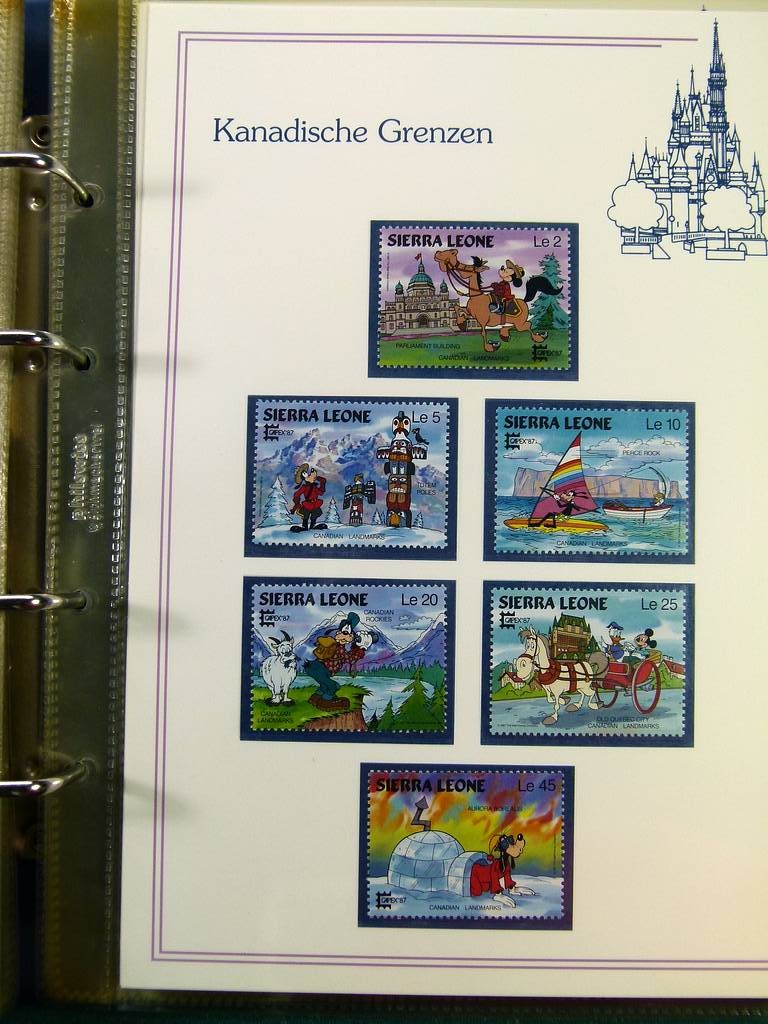 Kanadische Grenzen
SIERRA LEONE Le 2
PARLIAMENT BUILDING
CANADIAN LANDMARKS
CAPEX'87
SIERRA LEONE Le 5
CAPEX'87
TOTEM
POLES
CANADIAN LANDMARKS
SIERRA LEONE Le 10
CAPEX'87
PERCE ROCK
CANADIAN LANDMARKS
SIERRA LEONE Le 20
CAPEX'87
CANADIAN
ROCKIES
CANADIAN
LANDMARKS
SIERRA LEONE Le 25
CAPEX'87
OLD QUEBEC CITY
CANADIAN LANDMARKS
SIERRA LEONE Le 45
AURORA BOREALIS
CAPEX'87
CANADIAN LANDMARKS